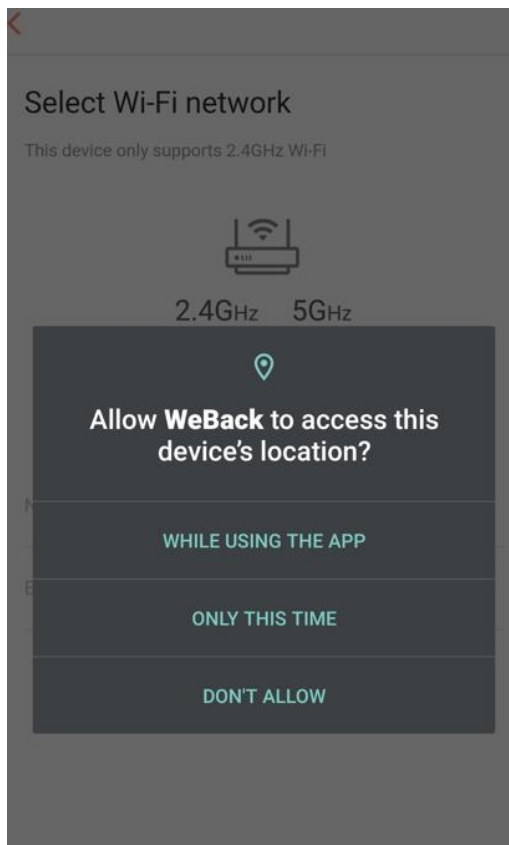 Select Wi-Fi network
This device only supports 2.4GHz Wi-Fi
2.4GHz 5GHz
Allow WeBack to access this
device's location?
WHILE USING THE APP
ONLY THIS TIME
DON'T ALLOW